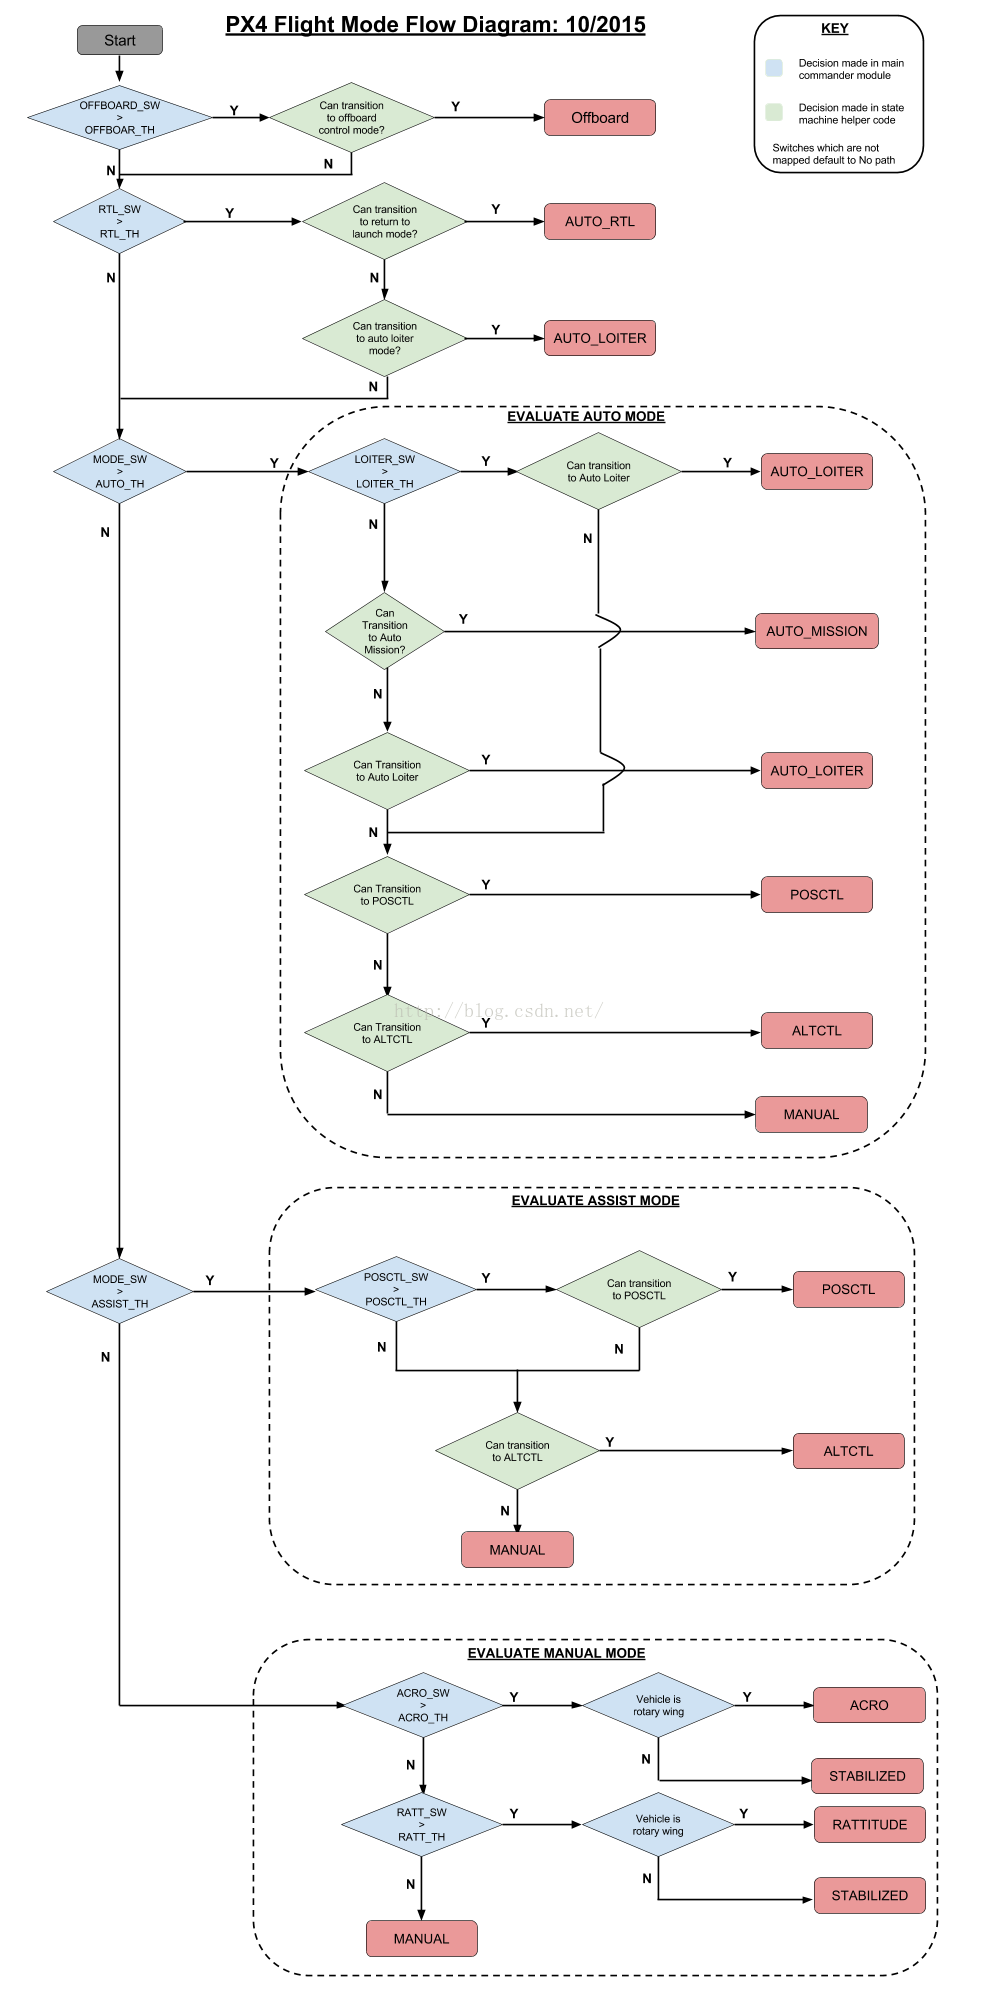 PX4 Flight Mode Flow Diagram: 10/2015
KEY
Decision made in main
commander module
Decision made in state
machine helper code
Switches which are not
mapped default to No path
Start
OFFBOARD_SW
>
OFFBOAR_TH
Y
Can transition
to offboard
control mode?
Y
Offboard
N
N
RTL_SW
>
RTL_TH
Y
Can transition
to return to
launch mode?
Y
AUTO_RTL
N
N
Can transition
to auto loiter
mode?
Y
AUTO_LOITER
N
EVALUATE AUTO MODE
MODE_SW
>
AUTO_TH
Y
LOITER_SW
>
LOITER_TH
Y
Can transition
to Auto Loiter
Y
AUTO_LOITER
N
N
N
Can
Transition
to Auto
Mission?
Y
AUTO_MISSION
N
Can Transition
to Auto Loiter
Y
AUTO_LOITER
N
Can Transition
to POSCTL
Y
POSCTL
N
http://blog.csdn.net/
Can Transition
to ALTCTL
Y
ALTCTL
N
MANUAL
EVALUATE ASSIST MODE
MODE_SW
>
ASSIST_TH
Y
POSCTL_SW
>
POSCTL_TH
Y
Can transition
to POSCTL
Y
POSCTL
N
N
N
Can transition
to ALTCTL
Y
ALTCTL
N
MANUAL
EVALUATE MANUAL MODE
ACRO_SW
>
ACRO_TH
Y
Vehicle is
rotary wing
Y
ACRO
N
N
STABILIZED
RATT_SW
>
RATT_TH
Y
Vehicle is
rotary wing
Y
RATTITUDE
N
N
STABILIZED
MANUAL